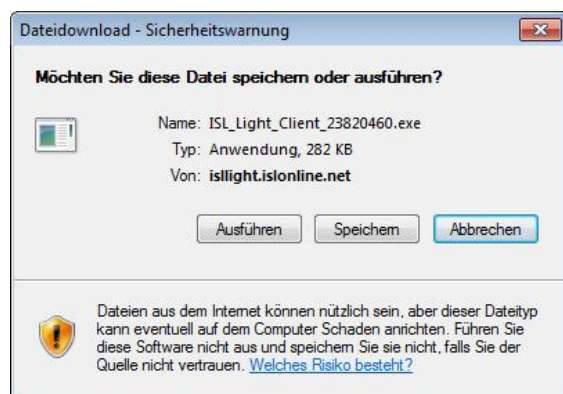 Dateidownload - Sicherheitswarnung
Möchten Sie diese Datei speichern oder ausführen?
Name: ISL_Light_Client_23820460.exe
Typ: Anwendung, 282 KB
Von: isllight.islonline.net
Ausführen Speichern Abbrechen
Dateien aus dem Internet können nützlich sein, aber dieser Dateityp
kann eventuell auf dem Computer Schaden anrichten. Führen Sie
diese Software nicht aus und speichern Sie sie nicht, falls Sie der
Quelle nicht vertrauen. Welches Risiko besteht?